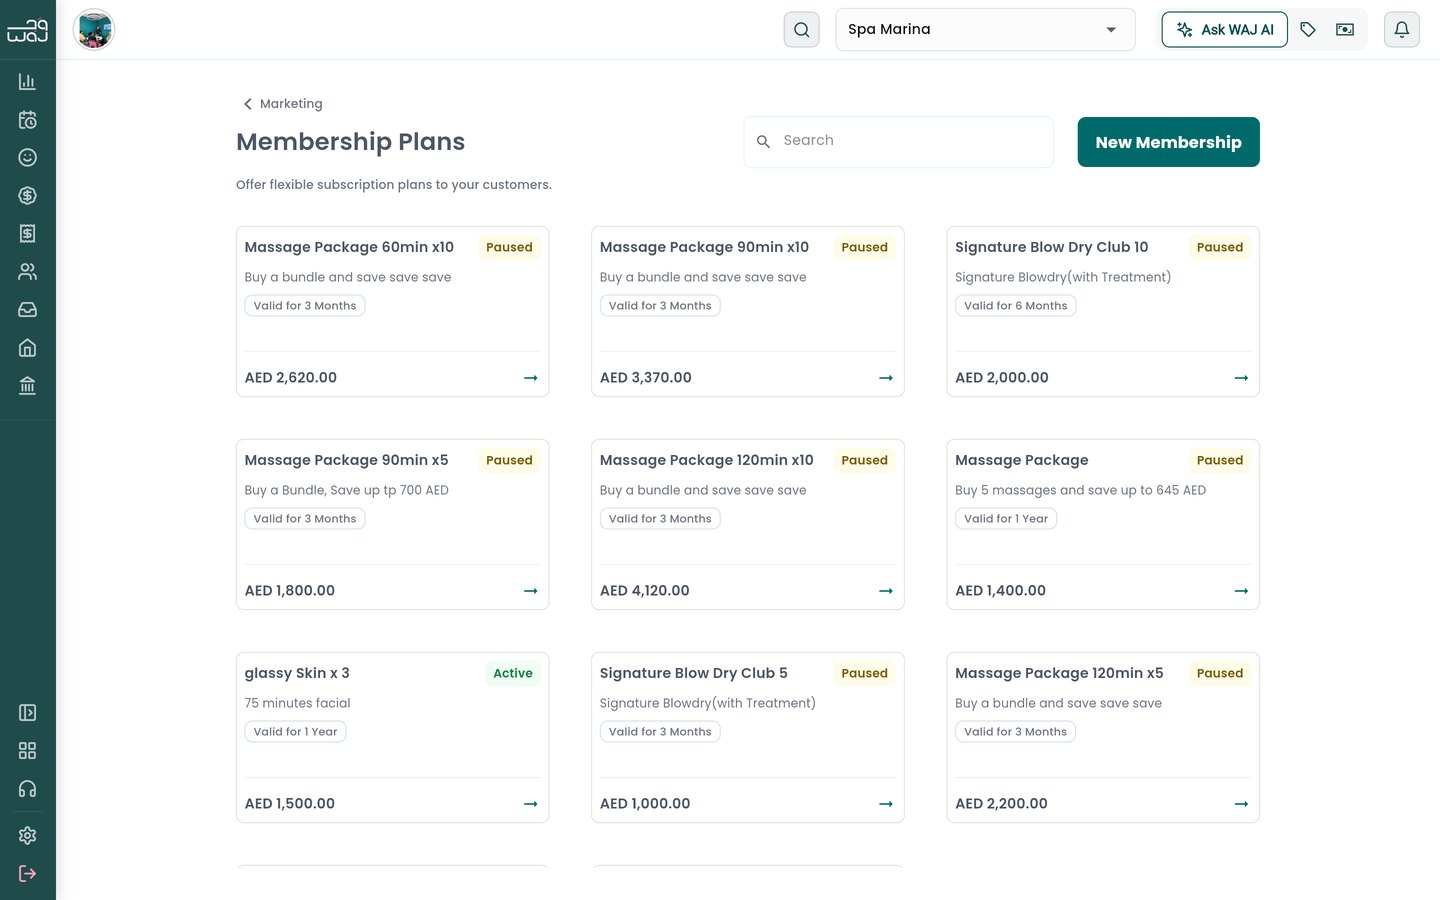 waj
Spa Marina
Ask WAJ AI
Marketing
Membership Plans
Search
New Membership
Offer flexible subscription plans to your customers.
Massage Package 60min x10
Paused
Buy a bundle and save save save
Valid for 3 Months
AED 2,620.00
Massage Package 90min x10
Paused
Buy a bundle and save save save
Valid for 3 Months
AED 3,370.00
Signature Blow Dry Club 10
Paused
Signature Blowdry(with Treatment)
Valid for 6 Months
AED 2,000.00
Massage Package 90min x5
Paused
Buy a Bundle, Save up tp 700 AED
Valid for 3 Months
AED 1,800.00
Massage Package 120min x10
Paused
Buy a bundle and save save save
Valid for 3 Months
AED 4,120.00
Massage Package
Paused
Buy 5 massages and save up to 645 AED
Valid for 1 Year
AED 1,400.00
glassy Skin x 3
Active
75 minutes facial
Valid for 1 Year
AED 1,500.00
Signature Blow Dry Club 5
Paused
Signature Blowdry(with Treatment)
Valid for 3 Months
AED 1,000.00
Massage Package 120min x5
Paused
Buy a bundle and save save save
Valid for 3 Months
AED 2,200.00